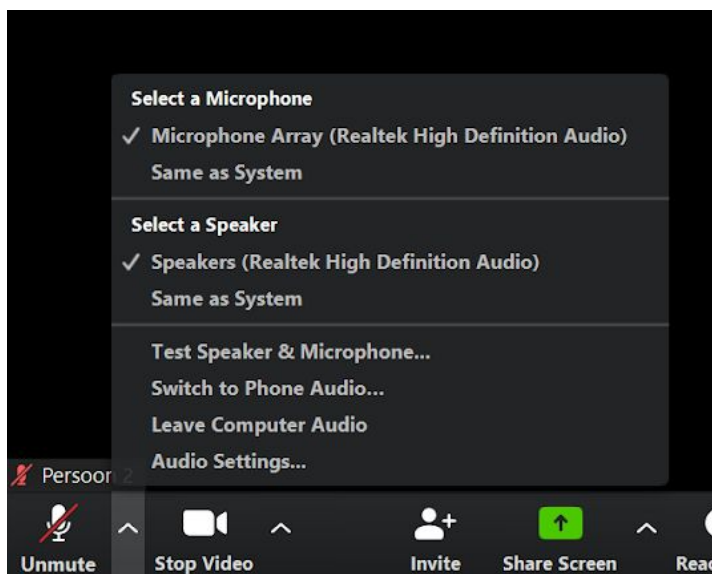 Select a Microphone
Microphone Array (Realtek High Definition Audio)
Same as System
Select a Speaker
Speakers (Realtek High Definition Audio)
Same as System
Test Speaker & Microphone...
Switch to Phone Audio...
Leave Computer Audio
Audio Settings...
Persoon 2
Unmute
Stop Video
Invite
Share Screen
Reac